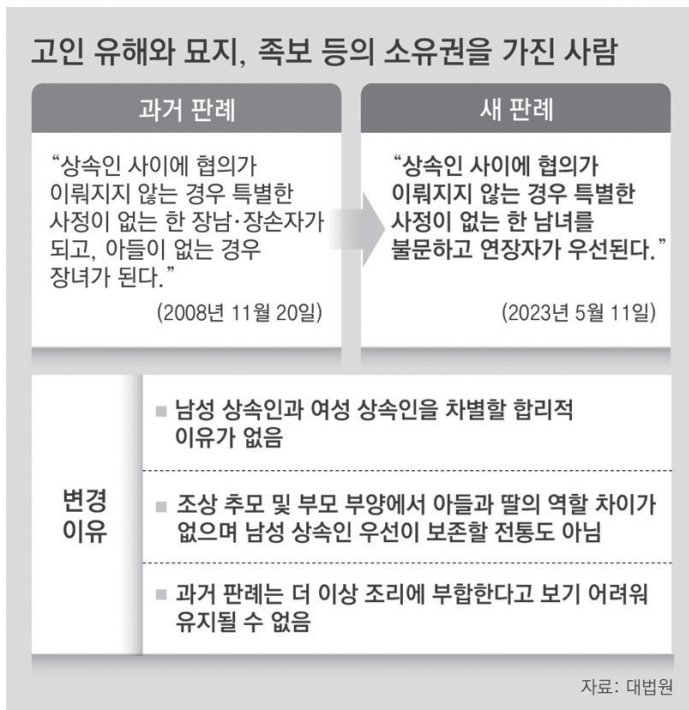 고인 유해와 묘지, 족보 등의 소유권을 가진 사람
과거 판례
“상속인 사이에 협의가
이뤄지지 않는 경우 특별한
사정이 없는 한 장남·장손자가
되고, 아들이 없는 경우
장녀가 된다.”
(2008년 11월 20일)
새 판례
“상속인 사이에 협의가
이뤄지지 않는 경우 특별한
사정이 없는 한 남녀를
불문하고 연장자가 우선된다.”
(2023년 5월 11일)
변경
이유
■ 남성 상속인과 여성 상속인을 차별할 합리적
이유가 없음
■ 조상 추모 및 부모 부양에서 아들과 딸의 역할 차이가
없으며 남성 상속인 우선이 보존할 전통도 아님
■ 과거 판례는 더 이상 조리에 부합한다고 보기 어려워
유지될 수 없음
자료: 대법원